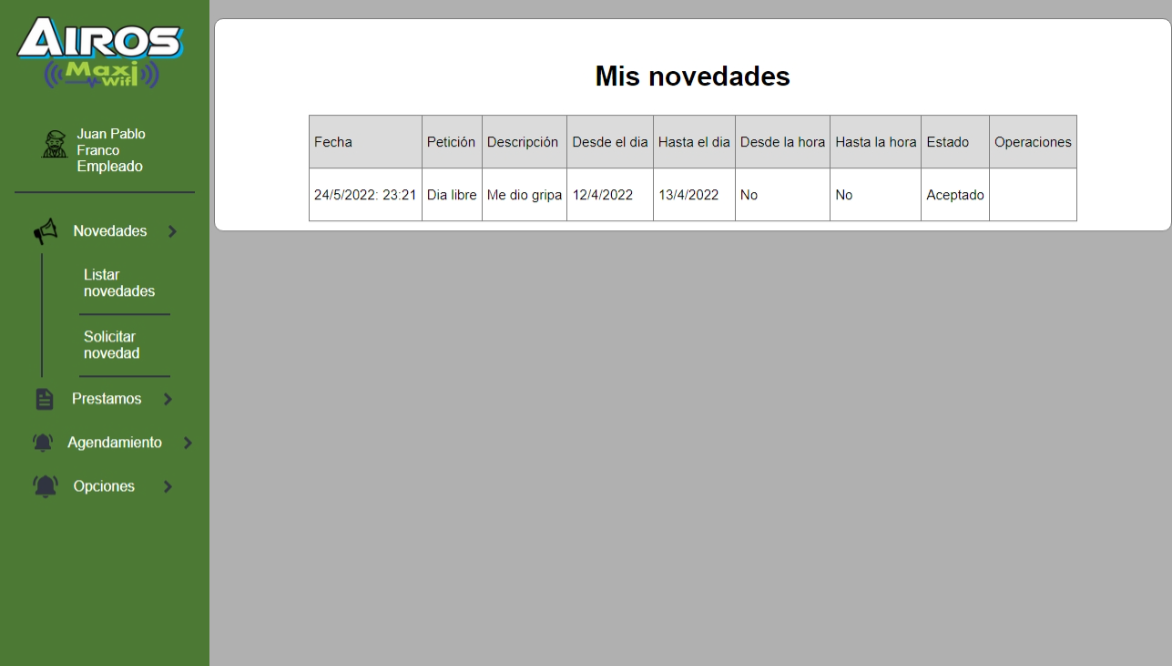 AIROS
Maxi
Wifi
Juan Pablo
Franco
Empleado
Novedades
Listar
novedades
Solicitar
novedad
Prestamos
Agendamiento
Opciones
Mis novedades
Fecha Petición Descripción Desde el dia Hasta el dia Desde la hora Hasta la hora Estado Operaciones
24/5/2022: 23:21 Dia libre Me dio gripa 12/4/2022 13/4/2022 No No Aceptado